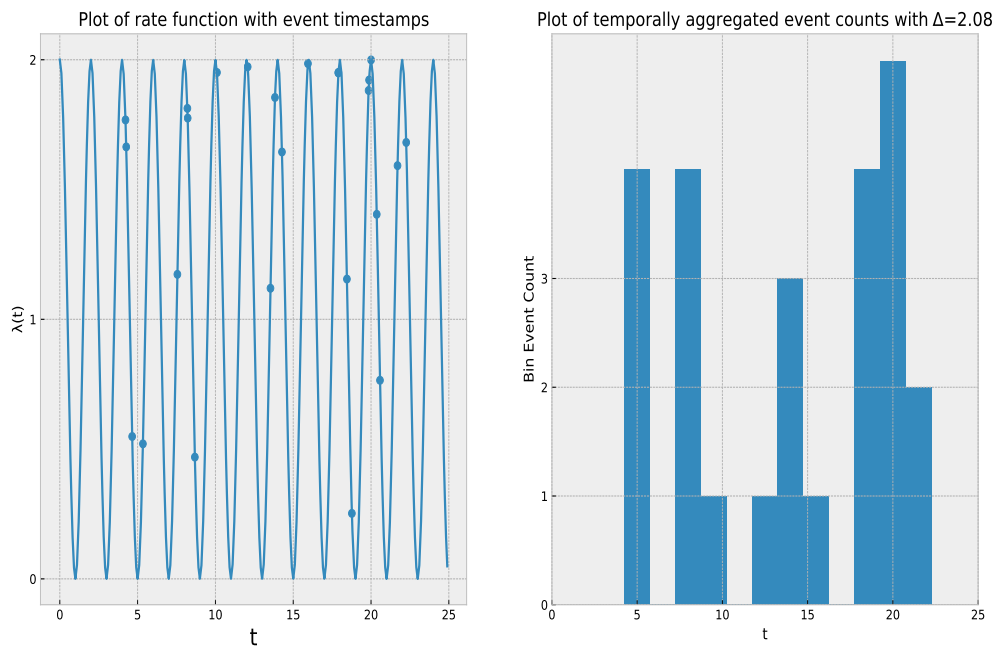 Plot of rate function with event timestamps
λ(t)
2
1
0
0 5 10 15 20 25
t
Plot of temporally aggregated event counts with Δ=2.08
Bin Event Count
3
2
1
0
0 5 10 15 20 25
t